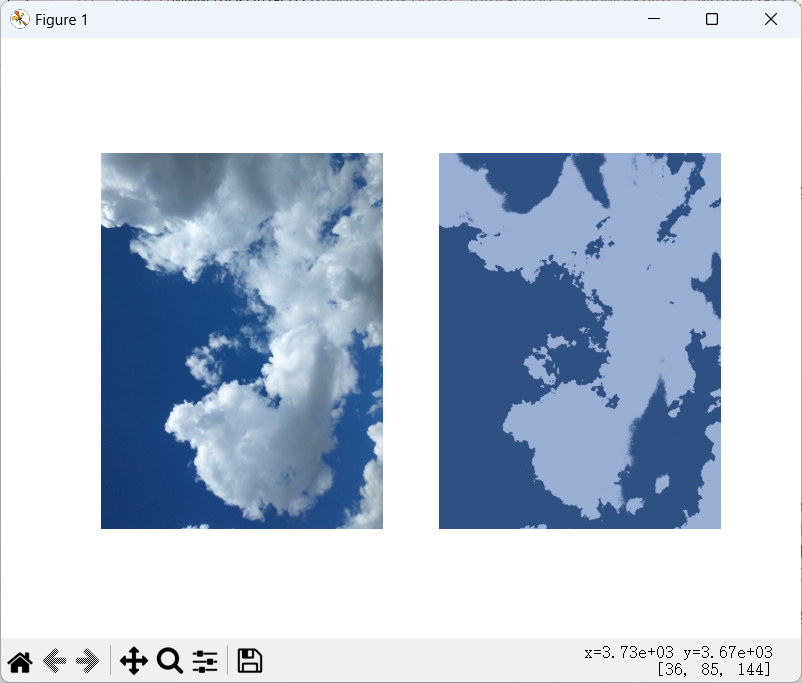 Figure 1
x=3.73e+03 y=3.67e+03
[36, 85, 144]